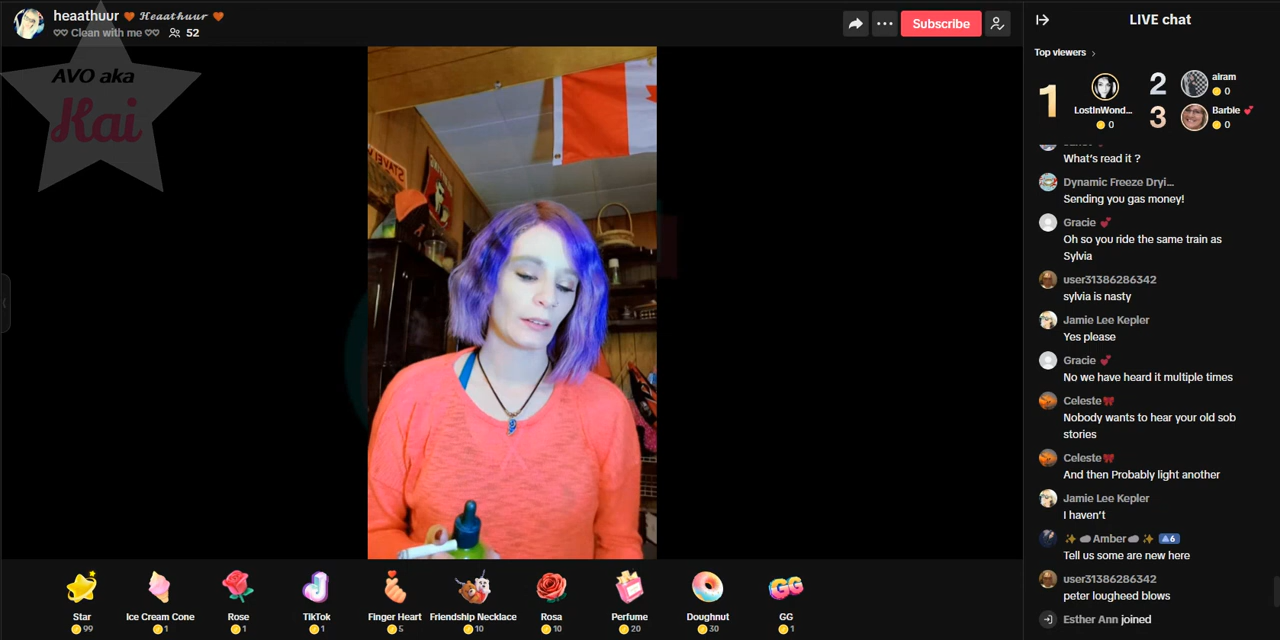 heaathuur 🧡 𝓗𝓮𝓪𝓪𝓽𝓱𝓾𝓾𝓻 🧡
♡♡ Clean with me ♡♡ 52
Subscribe
AVO aka
Kai
STAVELY
LIVE chat
Top viewers >
1 LostInWond... 0
2 airam 0
3 Barbie 💕 0
What's read it ?
Dynamic Freeze Dryi...
Sending you gas money!
Gracie 💕
Oh so you ride the same train as
Sylvia
user31386286342
sylvia is nasty
Jamie Lee Kepler
Yes please
Gracie 💕
No we have heard it multiple times
Celeste🎀
Nobody wants to hear your old sob
stories
Celeste🎀
And then Probably light another
Jamie Lee Kepler
I haven't
✨☁Amber☁✨ 6
Tell us some are new here
user31386286342
peter lougheed blows
Esther Ann joined
Star Ice Cream Cone Rose TikTok Finger Heart Friendship Necklace Rosa Perfume Doughnut GG
99 1 1 1 5 10 10 20 30 1